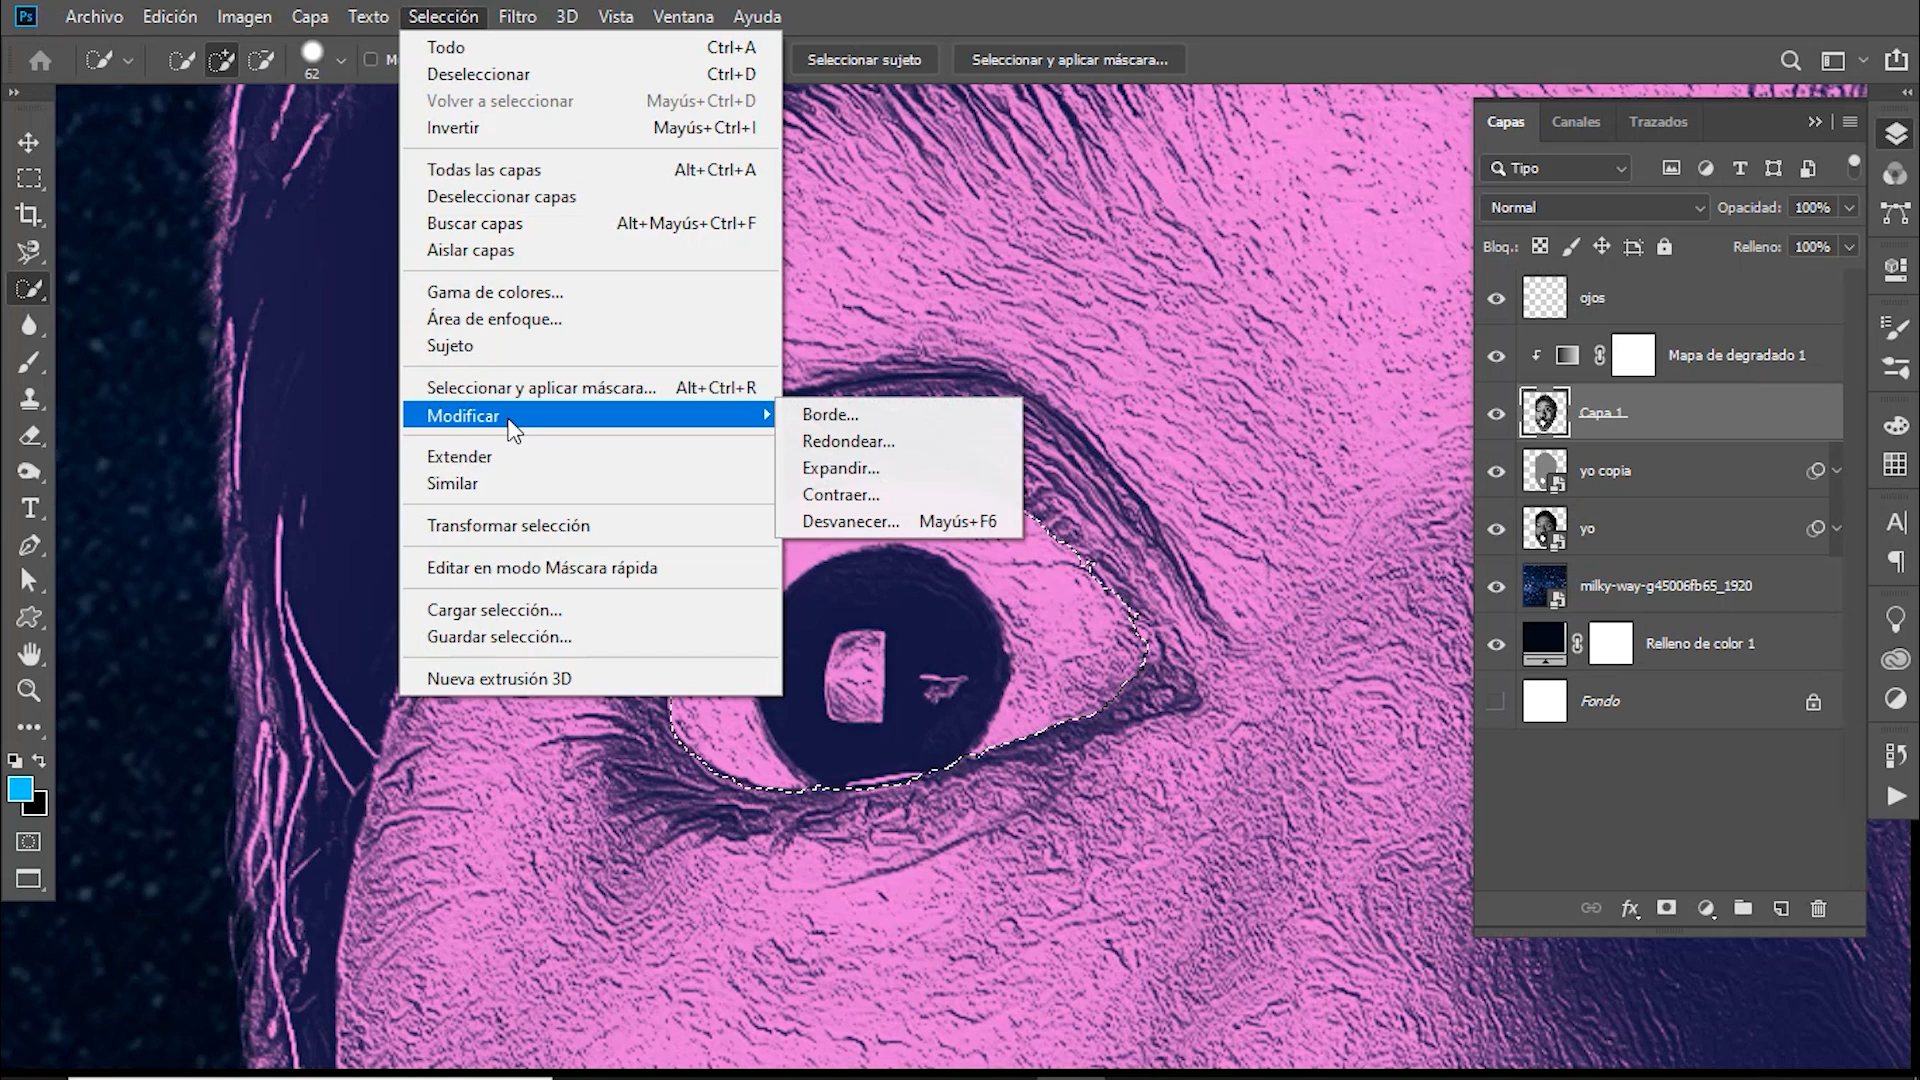 Ps Archivo Edición Imagen Capa Texto Selección Filtro 3D Vista Ventana Ayuda
62
Seleccionar sujeto Seleccionar y aplicar máscara...
Todo Ctrl+A
Deseleccionar Ctrl+D
Volver a seleccionar Mayús+Ctrl+D
Invertir Mayús+Ctrl+I
Todas las capas Alt+Ctrl+A
Deseleccionar capas
Buscar capas Alt+Mayús+Ctrl+F
Aislar capas
Gama de colores...
Área de enfoque...
Sujeto
Seleccionar y aplicar máscara... Alt+Ctrl+R
Modificar
Extender
Similar
Transformar selección
Editar en modo Máscara rápida
Cargar selección...
Guardar selección...
Nueva extrusión 3D
Borde...
Redondear...
Expandir...
Contraer...
Desvanecer... Mayús+F6
Capas Canales Trazados
Tipo
Normal Opacidad: 100%
Bloq.: Relleno: 100%
ojos
Mapa de degradado 1
Capa 1
yo copia
yo
milky-way-g45006fb65_1920
Relleno de color 1
Fondo